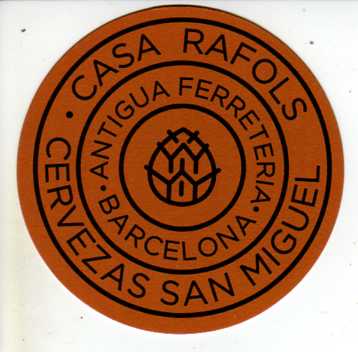 · CASA RAFOLS ·
CERVEZAS SAN MIGUEL
· ANTIGUA FERRETERIA ·
BARCELONA